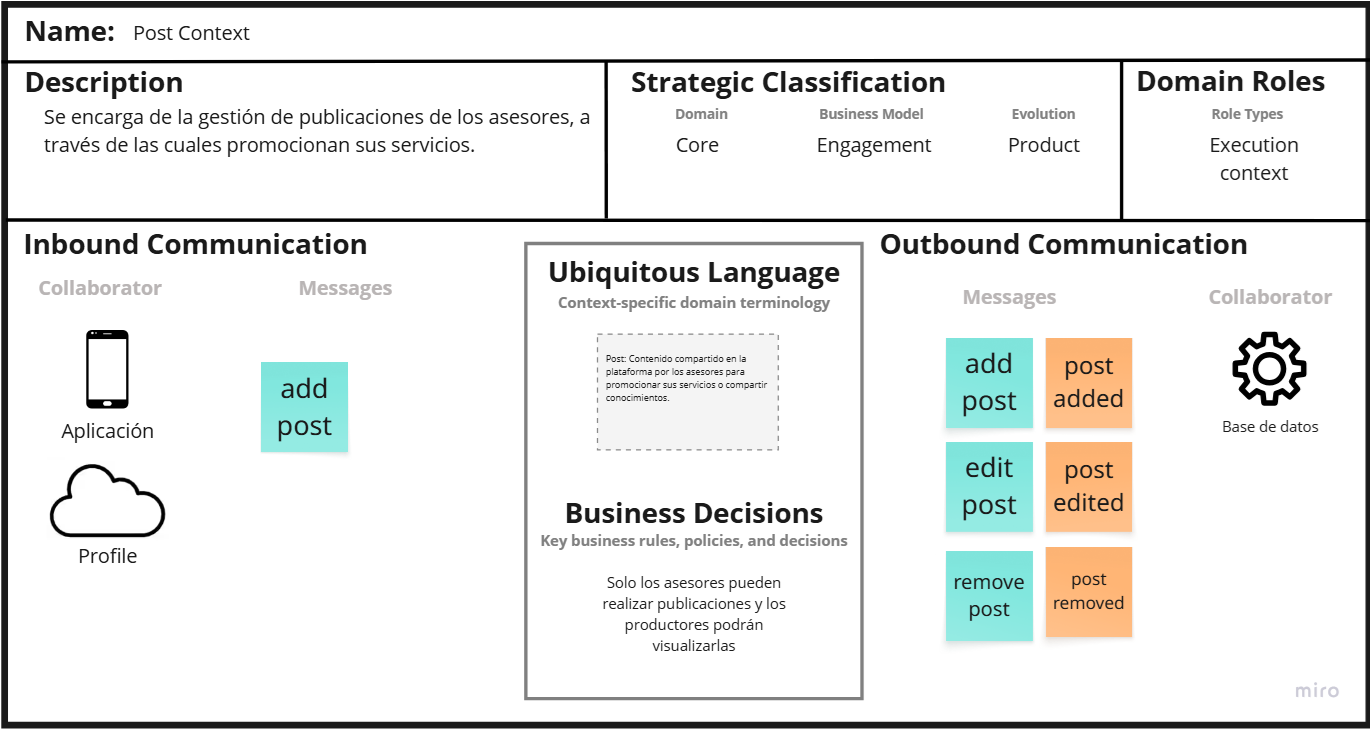 Name: Post Context
Description
Se encarga de la gestión de publicaciones de los asesores, a
través de las cuales promocionan sus servicios.
Strategic Classification
Domain
Core
Business Model
Engagement
Evolution
Product
Domain Roles
Role Types
Execution
context
Inbound Communication
Collaborator
Messages
Aplicación
add
post
Profile
Ubiquitous Language
Context-specific domain terminology
Post: Contenido compartido en la
plataforma por los asesores para
promocionar sus servicios o compartir
conocimientos.
Business Decisions
Key business rules, policies, and decisions
Solo los asesores pueden
realizar publicaciones y los
productores podrán
visualizarlas
Outbound Communication
Messages
Collaborator
add
post
post
added
Base de datos
edit
post
post
edited
remove
post
post
removed
miro